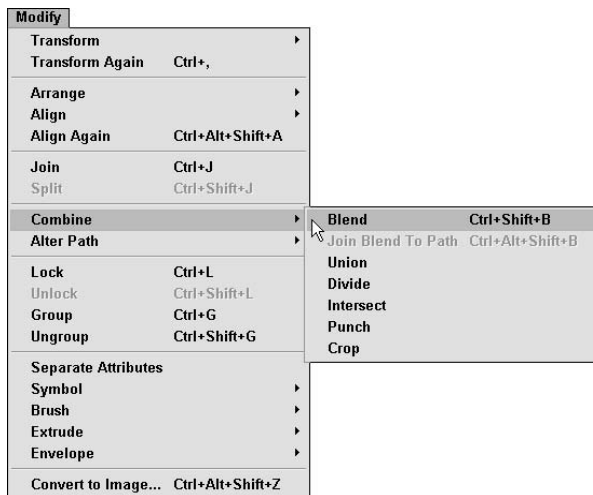 Modify
Transform
Transform Again Ctrl+,
Arrange
Align
Align Again Ctrl+Alt+Shift+A
Join Ctrl+J
Split Ctrl+Shift+J
Combine
Alter Path
Lock Ctrl+L
Unlock Ctrl+Shift+L
Group Ctrl+G
Ungroup Ctrl+Shift+G
Separate Attributes
Symbol
Brush
Extrude
Envelope
Convert to Image... Ctrl+Alt+Shift+Z
Blend Ctrl+Shift+B
Join Blend To Path Ctrl+Alt+Shift+B
Union
Divide
Intersect
Punch
Crop